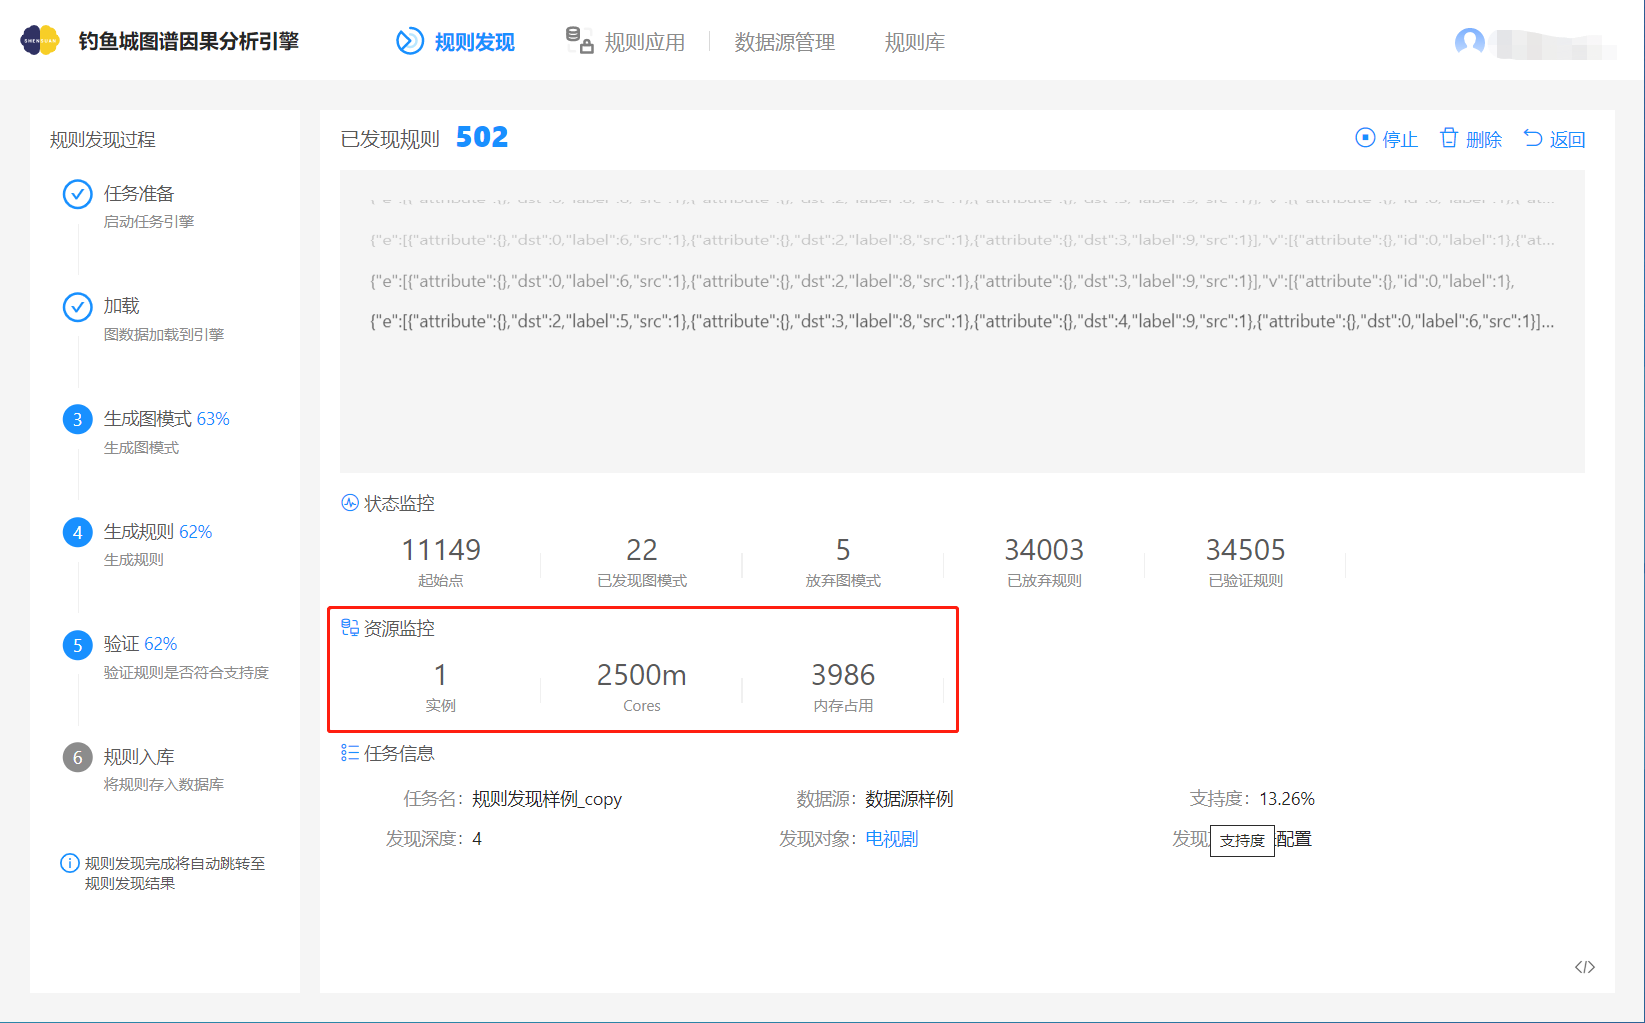 钓鱼城图谱因果分析引擎
规则发现
规则应用
数据源管理
规则库
规则发现过程
任务准备
启动任务引擎
加载
图数据加载到引擎
3 生成图模式 63%
生成图模式
4 生成规则 62%
生成规则
5 验证 62%
验证规则是否符合支持度
6 规则入库
将规则存入数据库
规则发现完成将自动跳转至
规则发现结果
已发现规则 502
停止 删除 返回
{"e":[{"attribute":{},"dst":0,"label":6,"src":1},{"attribute":{},"dst":2,"label":8,"src":1},{"attribute":{},"dst":3,"label":9,"src":1}],"v":[{"attribute":{},"id":0,"label":1},{"at...
{"e":[{"attribute":{},"dst":0,"label":6,"src":1},{"attribute":{},"dst":2,"label":8,"src":1},{"attribute":{},"dst":3,"label":9,"src":1}],"v":[{"attribute":{},"id":0,"label":1},
{"e":[{"attribute":{},"dst":2,"label":5,"src":1},{"attribute":{},"dst":3,"label":8,"src":1},{"attribute":{},"dst":4,"label":9,"src":1},{"attribute":{},"dst":0,"label":6,"src":1}]...
状态监控
11149 22 5 34003 34505
起始点 已发现图模式 放弃图模式 已放弃规则 已验证规则
资源监控
1 2500m 3986
实例 Cores 内存占用
任务信息
任务名: 规则发现样例_copy 数据源: 数据源样例 支持度: 13.26%
发现深度: 4 发现对象: 电视剧 发现 配置
支持度